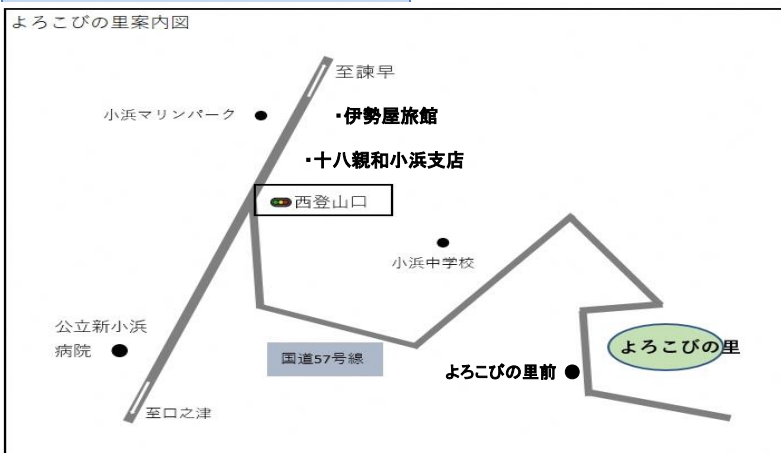 よろこびの里案内図
至諫早
小浜マリンパーク
・伊勢屋旅館
・十八親和小浜支店
西登山口
小浜中学校
公立新小浜
病院
国道57号線
よろこびの里
よろこびの里前
至口之津